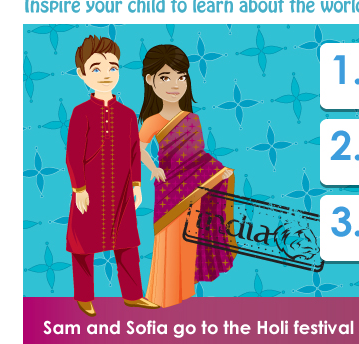 Inspire your child to learn about the worl
1.
2.
3.
india
Sam and Sofia go to the Holi festival